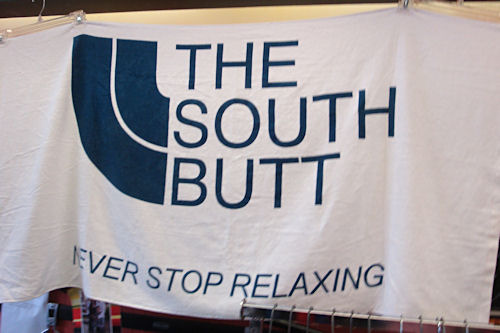 THE
SOUTH
BUTT
NEVER STOP RELAXING